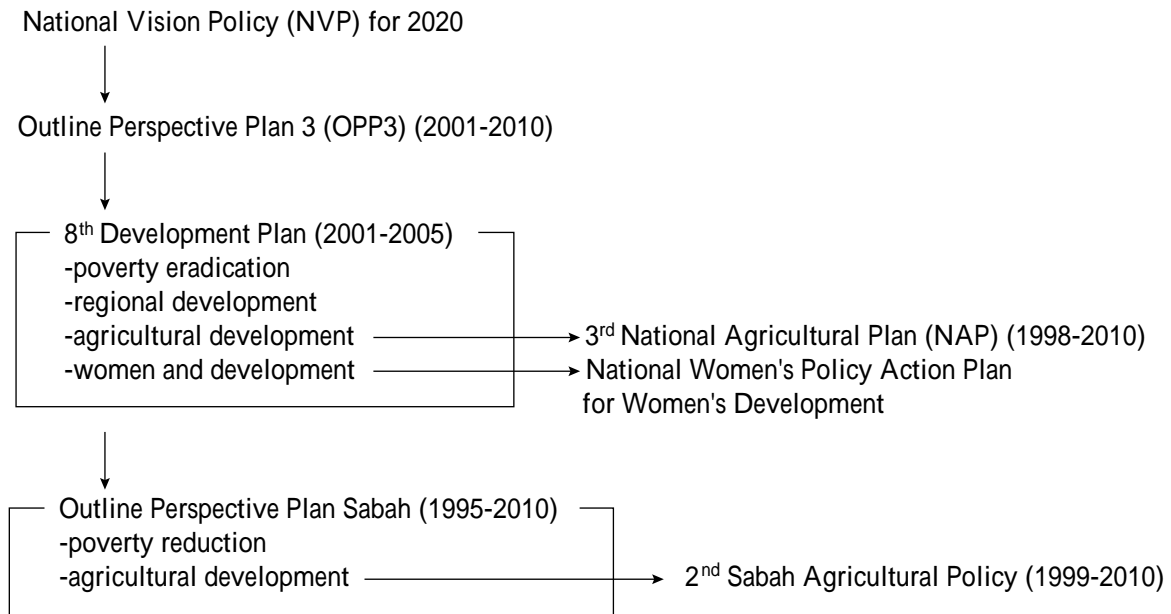 National Vision Policy (NVP) for 2020
Outline Perspective Plan 3 (OPP3) (2001-2010)
8th Development Plan (2001-2005)
-poverty eradication
-regional development
-agricultural development
3rd National Agricultural Plan (NAP) (1998-2010)
-women and development
National Women's Policy Action Plan
for Women's Development
Outline Perspective Plan Sabah (1995-2010)
-poverty reduction
-agricultural development
2nd Sabah Agricultural Policy (1999-2010)